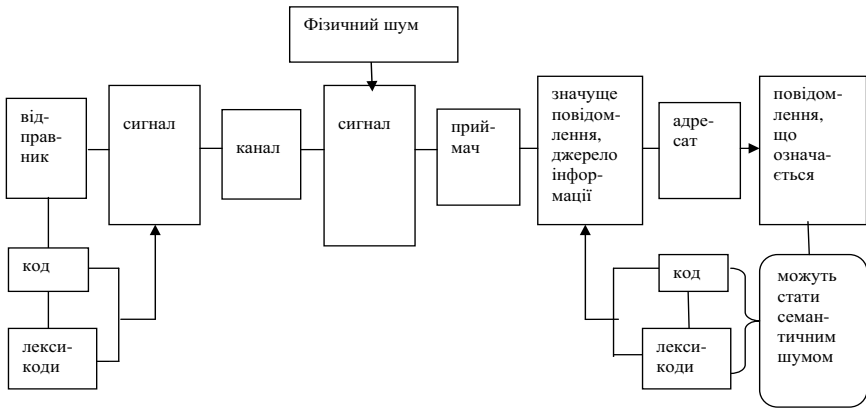 Фізичний шум
від-
прав-
ник
сигнал
канал
сигнал
прий-
мач
значуще
повідом-
лення,
джерело
інфор-
мації
адре-
сат
повідом-
лення,
що
означа-
ється
код
лекси-
коди
код
лекси-
коди
можуть
стати
семан-
тичним
шумом